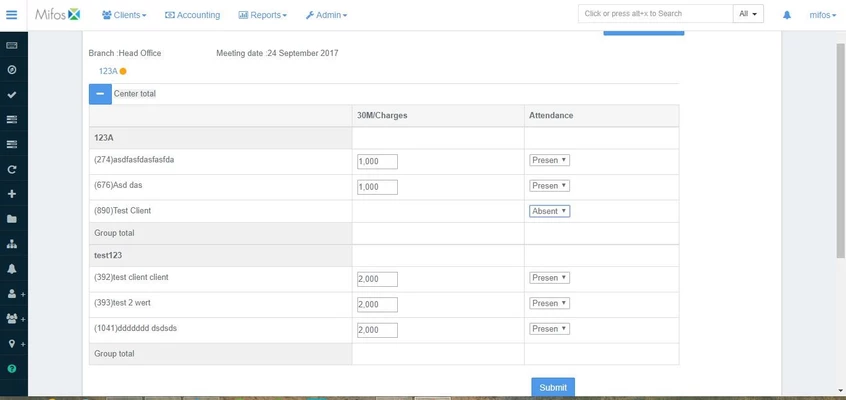 Mifos Clients Accounting Reports Admin Click or press alt+x to Search All mifos
Branch :Head Office Meeting date :24 September 2017
123A
Center total
30M/Charges Attendance
123A
(274)asdfasfdasfasfda 1,000 Presen
(676)Asd das 1,000 Presen
(890)Test Client Absent
Group total
test123
(392)test client client 2,000 Presen
(393)test 2 wert 2,000 Presen
(1041)ddddddd dsdsds 2,000 Presen
Group total
Submit